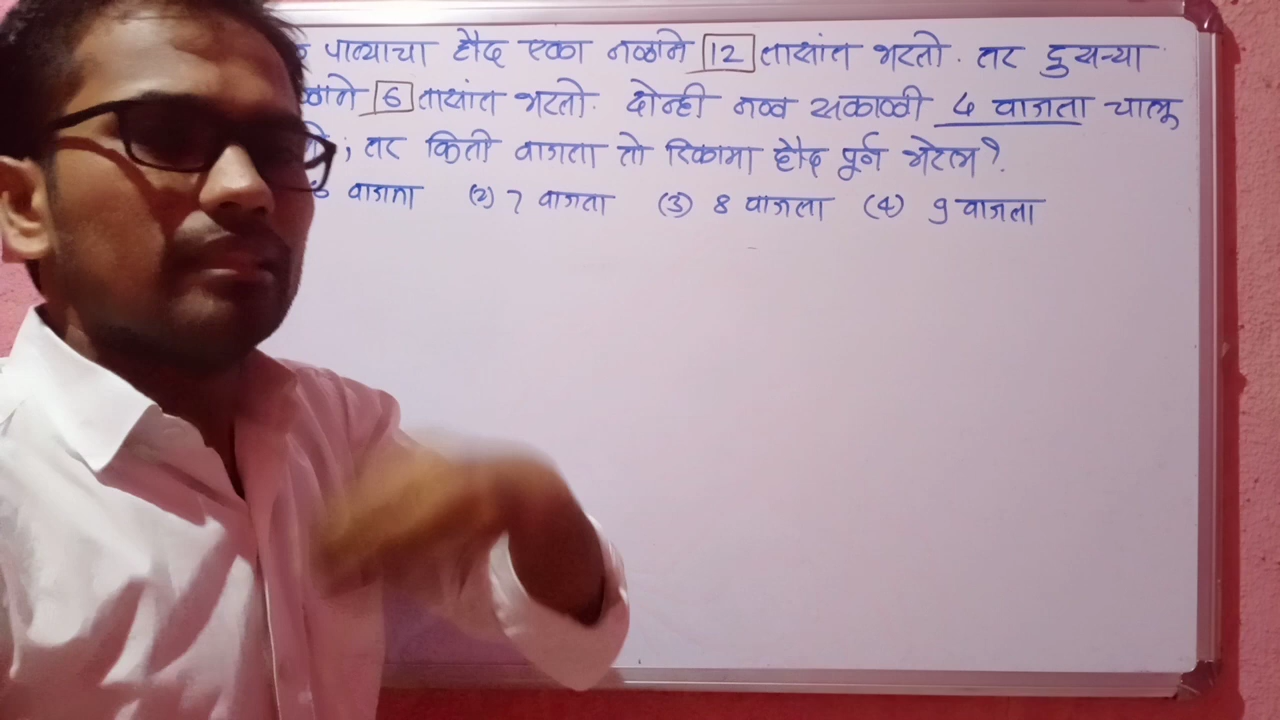 पाण्याचा हौद एका नळाने 12 तासांत भरतो. तर दुसऱ्या
6 तासांत भरतो. दोन्ही नळ सकाळी 4 वाजता चालू
, तर किती वाजता तो रिकामा हौद पूर्ण भरेल?
वाजता (2) 7 वाजता (3) 8 वाजता (4) 9 वाजता